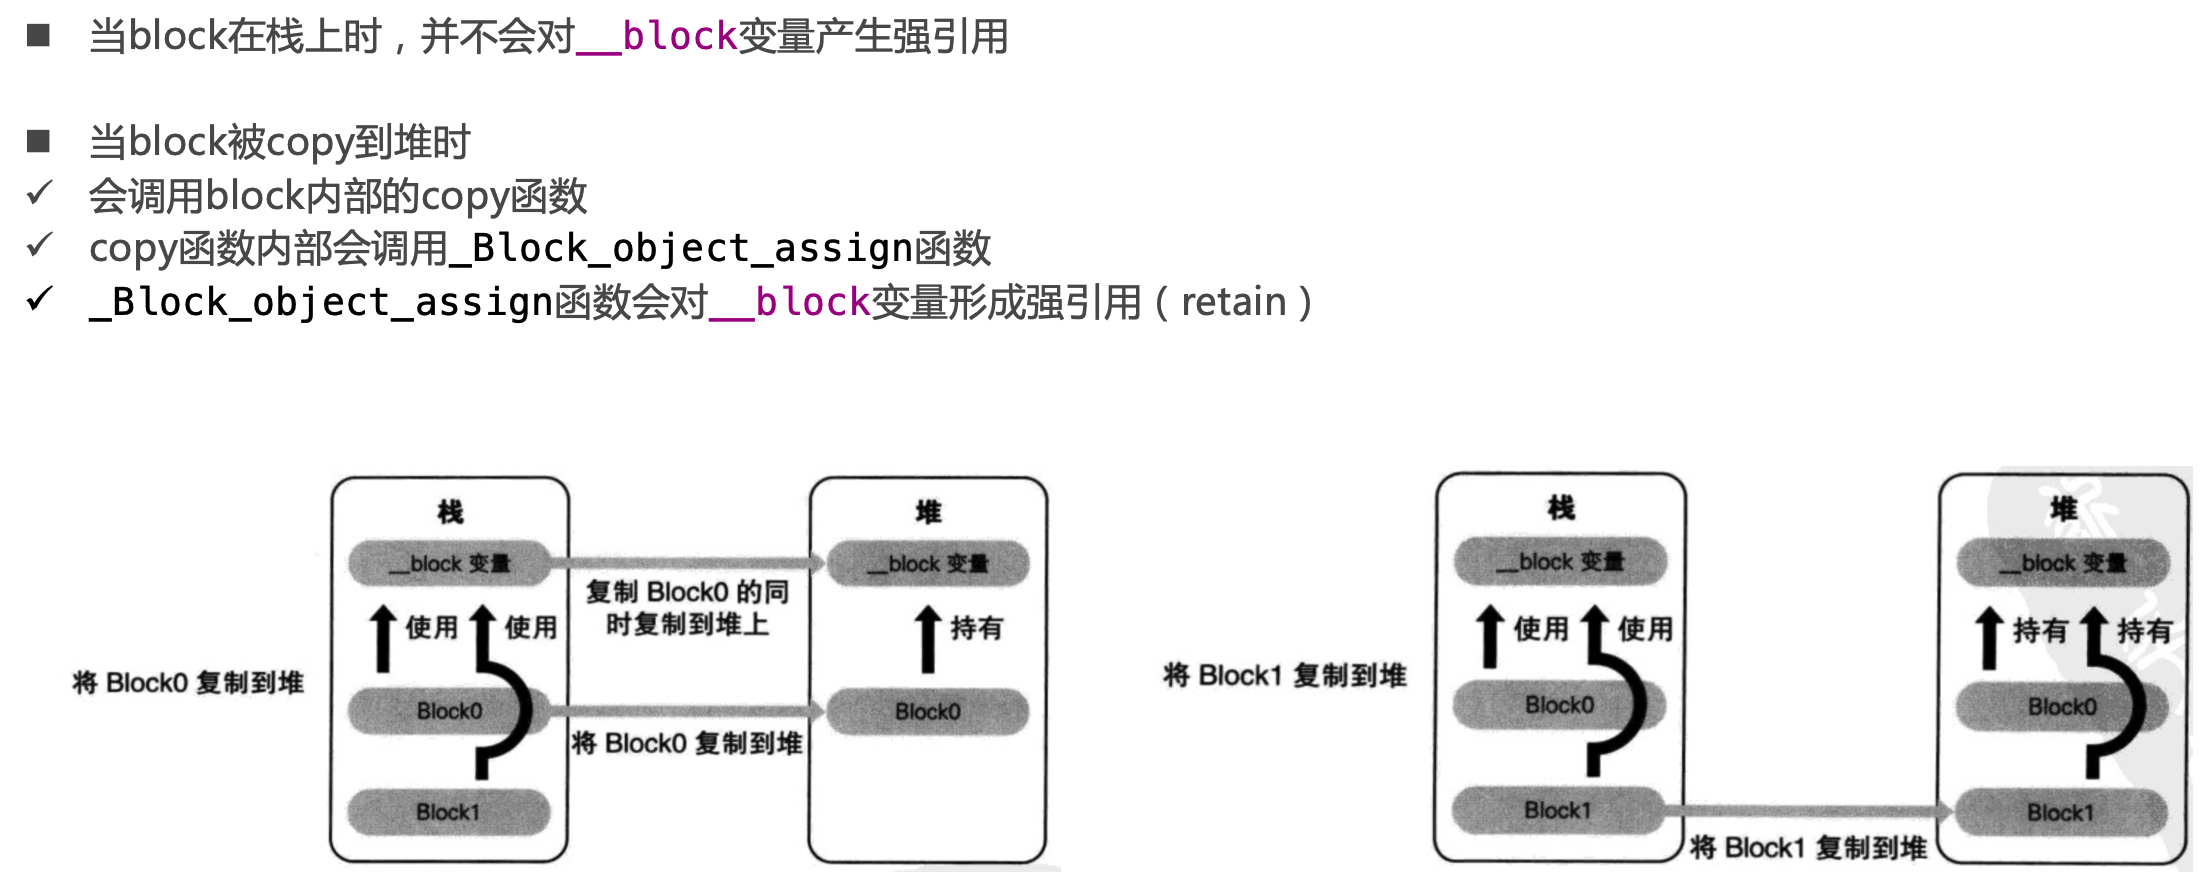 当block在栈上时，并不会对__block变量产生强引用
当block被copy到堆时
会调用block内部的copy函数
copy函数内部会调用_Block_object_assign函数
_Block_object_assign函数会对__block变量形成强引用（retain）
将 Block0 复制到堆
栈
__block 变量
使用
使用
Block0
Block1
复制 Block0 的同
时复制到堆上
将 Block0 复制到堆
堆
__block 变量
持有
Block0
将 Block1 复制到堆
栈
__block 变量
使用
使用
Block0
Block1
将 Block1 复制到堆
堆
__block 变量
持有
持有
Block0
Block1